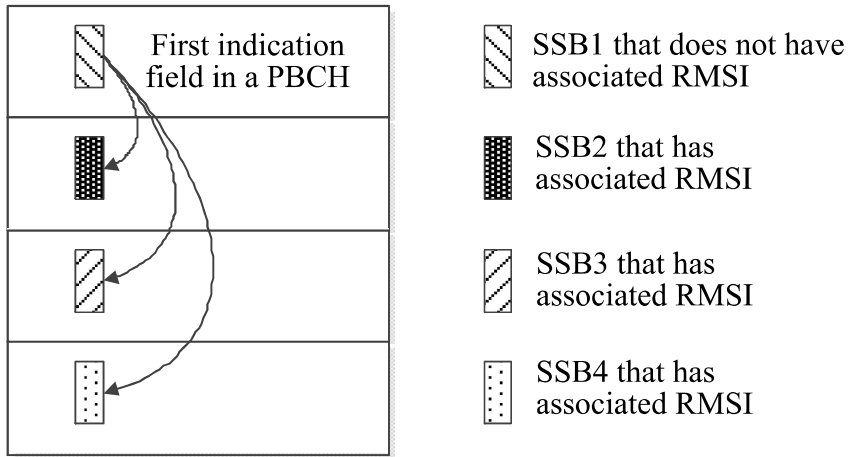 First indication
field in a PBCH
SSB1 that does not have
associated RMSI
SSB2 that has
associated RMSI
SSB3 that has
associated RMSI
SSB4 that has
associated RMSI